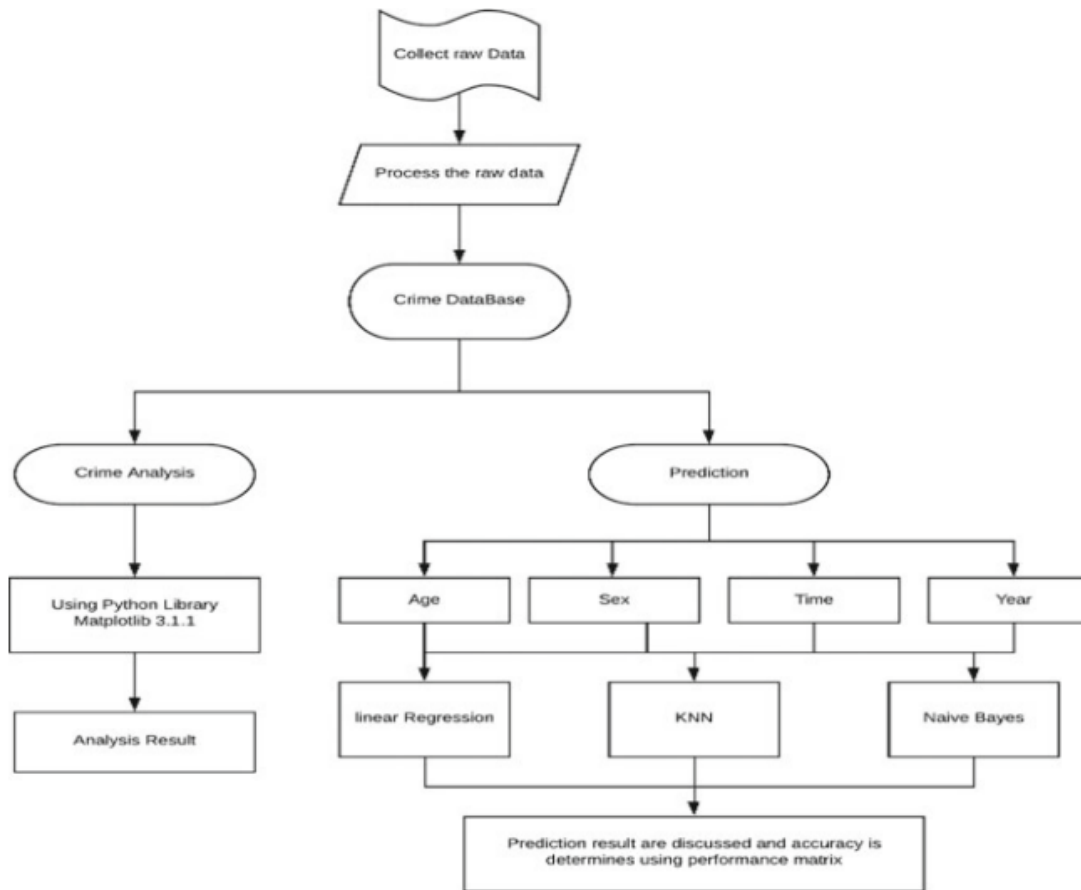 Collect raw Data
Process the raw data
Crime DataBase
Crime Analysis
Prediction
Using Python Library
Matplotlib 3.1.1
Age
Sex
Time
Year
linear Regression
KNN
Naive Bayes
Analysis Result
Prediction result are discussed and accuracy is
determines using performance matrix